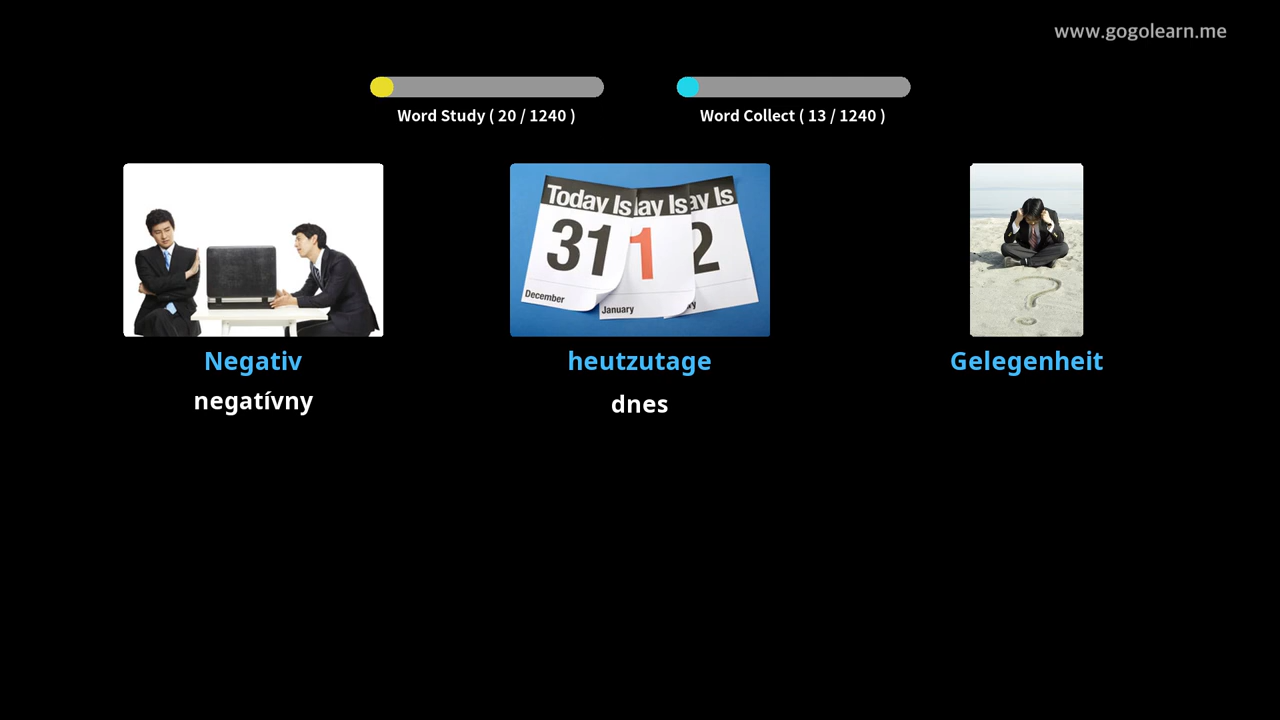 www.gogolearn.me
Word Study ( 20 / 1240 )
Word Collect ( 13 / 1240 )
Today Is
ay Is
ay Is
31
1
2
December
January
ry
Negativ
heutzutage
Gelegenheit
negatívny
dnes